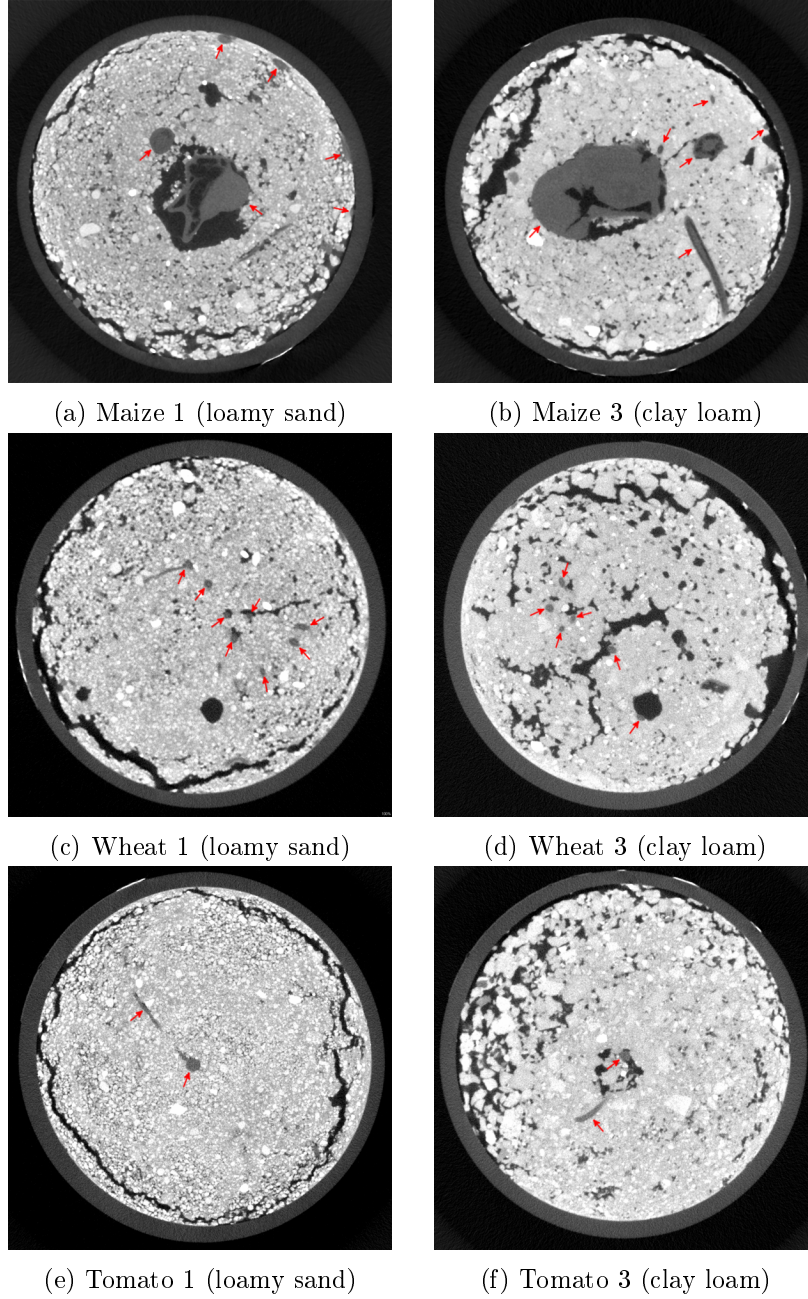 (a) Maize 1 (loamy sand)
(b) Maize 3 (clay loam)
(c) Wheat 1 (loamy sand)
(d) Wheat 3 (clay loam)
(e) Tomato 1 (loamy sand)
(f) Tomato 3 (clay loam)